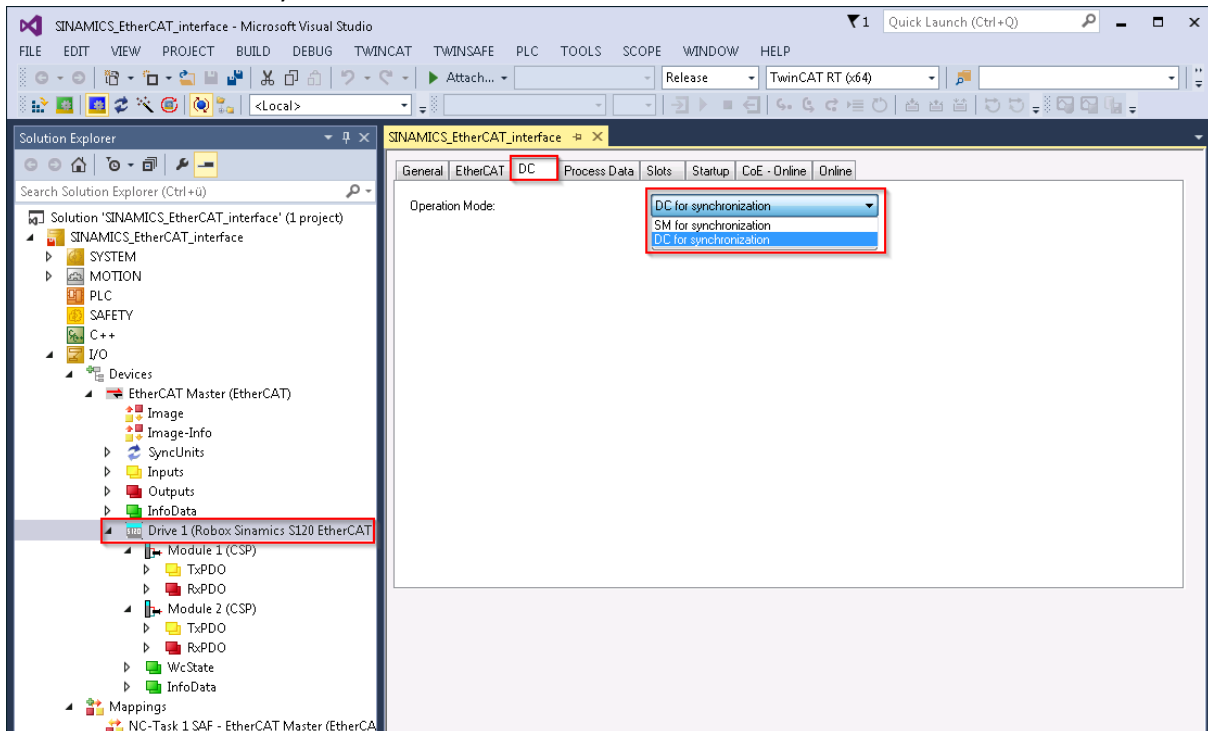 SINAMICS_EtherCAT_interface - Microsoft Visual Studio
1
Quick Launch (Ctrl+Q)
FILE EDIT VIEW PROJECT BUILD DEBUG TWINCAT TWINSAFE PLC TOOLS SCOPE WINDOW HELP
Attach...
Release
TwinCAT RT (x64)
<Local>
Solution Explorer
SINAMICS_EtherCAT_interface
General EtherCAT DC Process Data Slots Startup CoE - Online Online
Search Solution Explorer (Ctrl+ü)
Operation Mode:
DC for synchronization
SM for synchronization
DC for synchronization
Solution 'SINAMICS_EtherCAT_interface' (1 project)
SINAMICS_EtherCAT_interface
SYSTEM
MOTION
PLC
SAFETY
C++
I/O
Devices
EtherCAT Master (EtherCAT)
Image
Image-Info
SyncUnits
Inputs
Outputs
InfoData
Drive 1 (Robox Sinamics S120 EtherCAT
Module 1 (CSP)
TxPDO
RxPDO
Module 2 (CSP)
TxPDO
RxPDO
WcState
InfoData
Mappings
NC-Task 1 SAF - EtherCAT Master (EtherCA